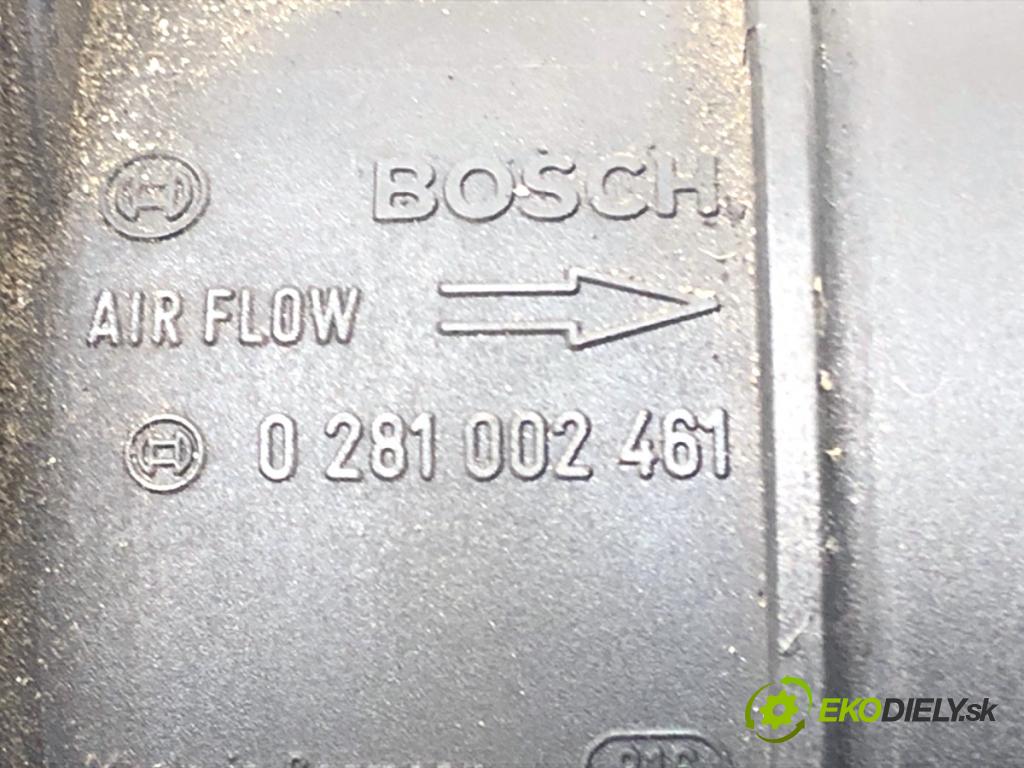 BOSCH
AIR FLOW
0 281 002 461
EKODIELY.sk